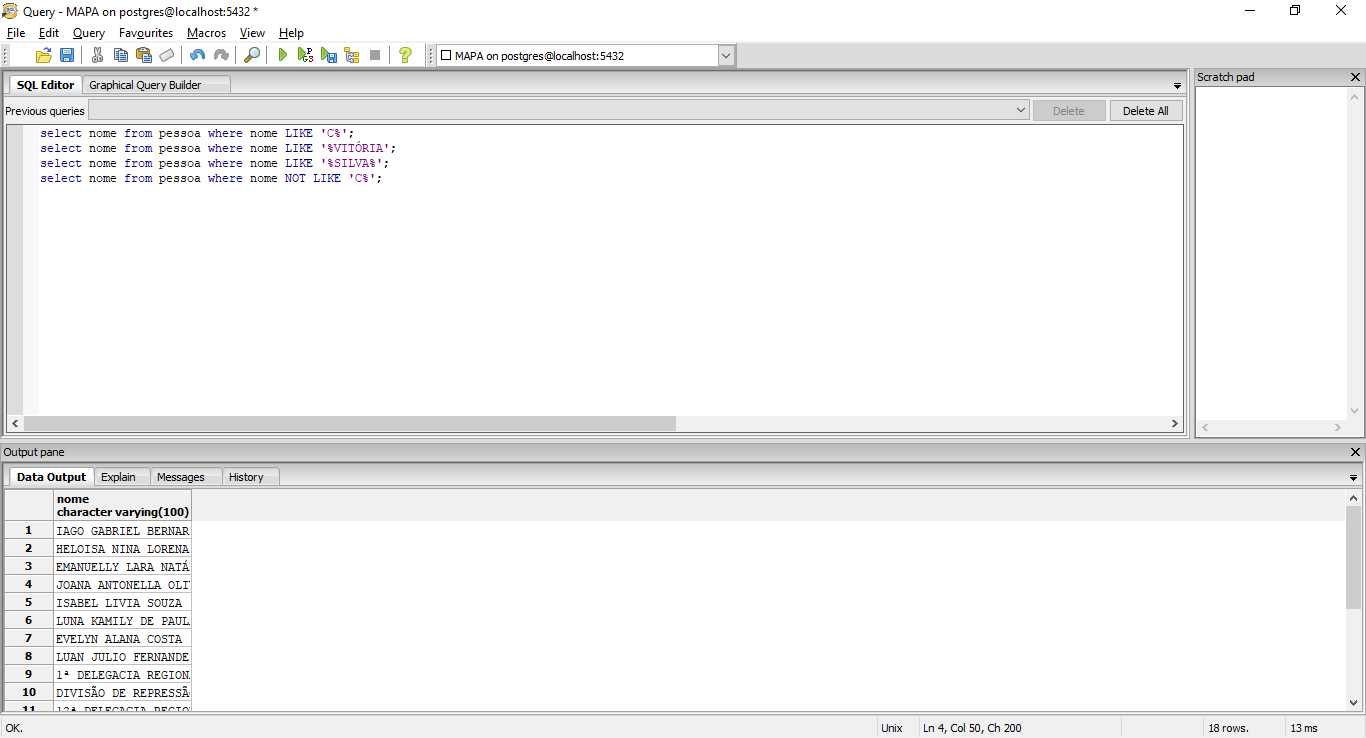 Query - MAPA on postgres@localhost:5432 *
File Edit Query Favourites Macros View Help
MAPA on postgres@localhost:5432
SQL Editor Graphical Query Builder
Scratch pad
Previous queries Delete Delete All
select nome from pessoa where nome LIKE 'C%';
select nome from pessoa where nome LIKE '%VITÓRIA';
select nome from pessoa where nome LIKE '%SILVA%';
select nome from pessoa where nome NOT LIKE 'C%';
Output pane
Data Output Explain Messages History
nome
character varying(100)
1 IAGO GABRIEL BERNAR
2 HELOISA NINA LORENA
3 EMANUELLY LARA NATÁ
4 JOANA ANTONELLA OLI
5 ISABEL LIVIA SOUZA
6 LUNA KAMILY DE PAUL
7 EVELYN ALANA COSTA
8 LUAN JULIO FERNANDE
9 1ª DELEGACIA REGION
10 DIVISÃO DE REPRESSÃ
11 12ª DELEGACIA REGIO
OK. Unix Ln 4, Col 50, Ch 200 18 rows. 13 ms